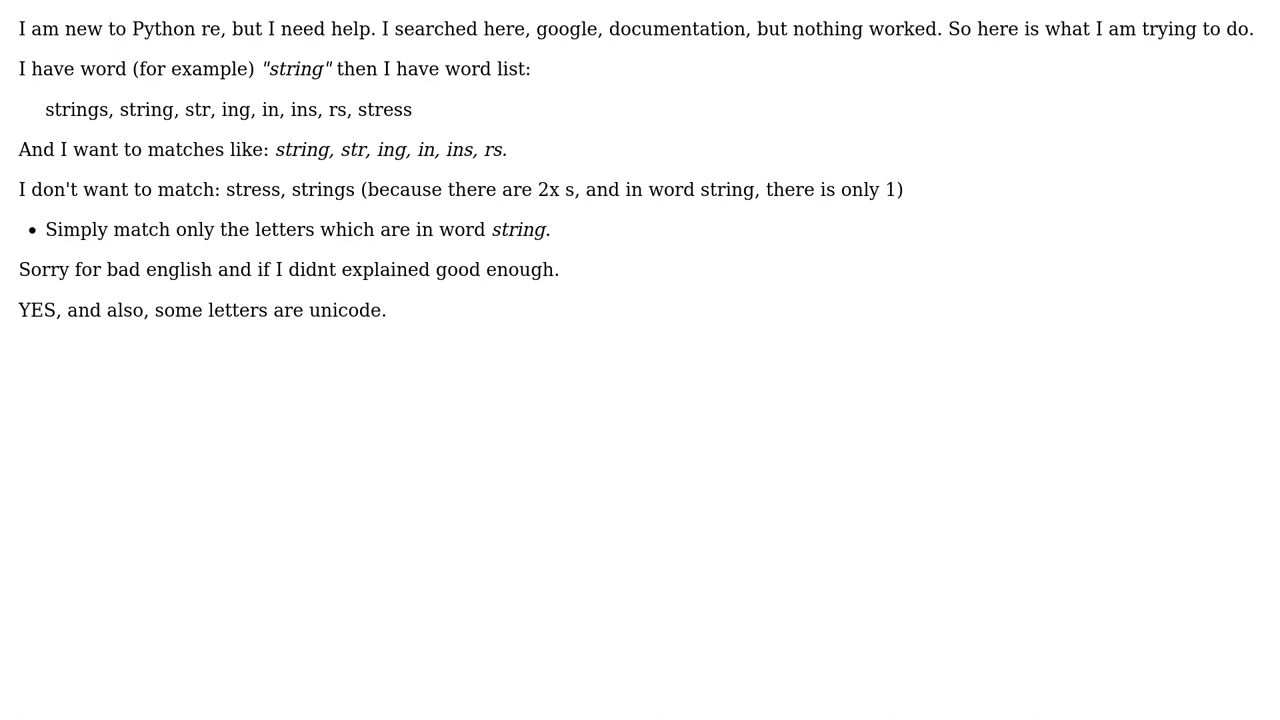 I am new to Python re, but I need help. I searched here, google, documentation, but nothing worked. So here is what I am trying to do.
I have word (for example) "string" then I have word list:
strings, string, str, ing, in, ins, rs, stress
And I want to matches like: string, str, ing, in, ins, rs.
I don't want to match: stress, strings (because there are 2x s, and in word string, there is only 1)
• Simply match only the letters which are in word string.
Sorry for bad english and if I didnt explained good enough.
YES, and also, some letters are unicode.